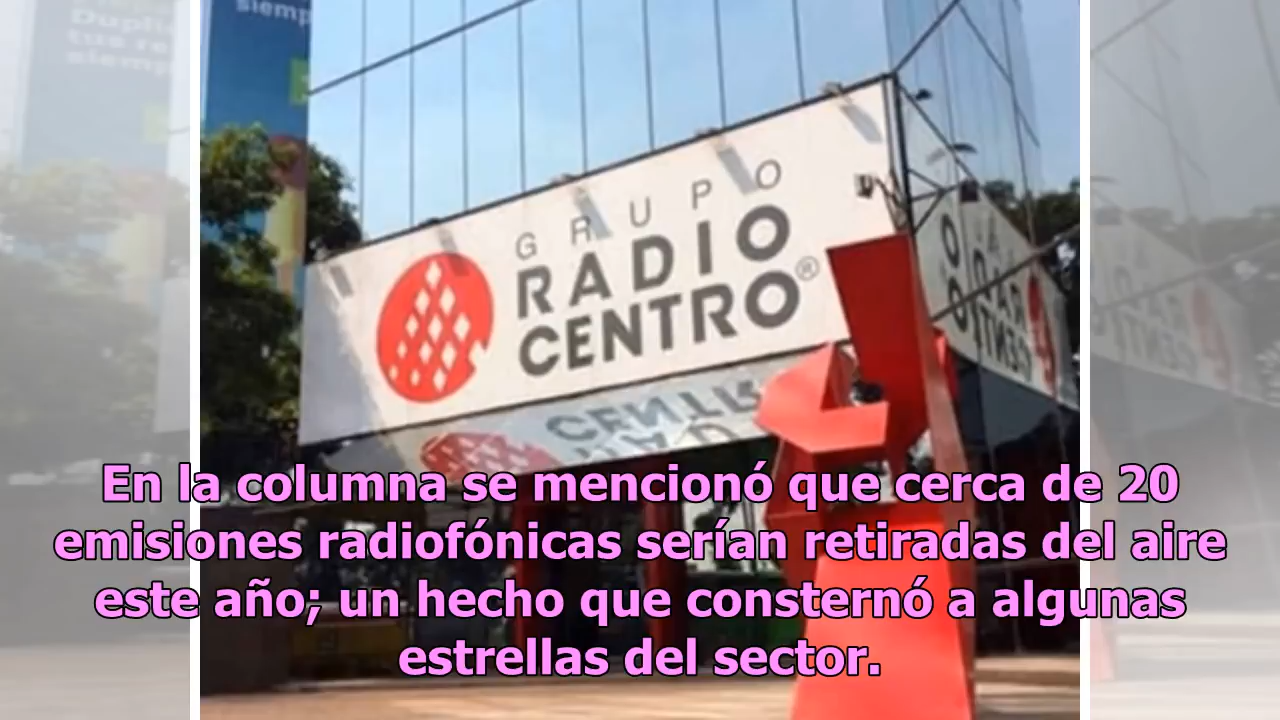 siemp
GRUPO
RADIO
CENTRO®
En la columna se mencionó que cerca de 20
emisiones radiofónicas serían retiradas del aire
este año; un hecho que consternó a algunas
estrellas del sector.